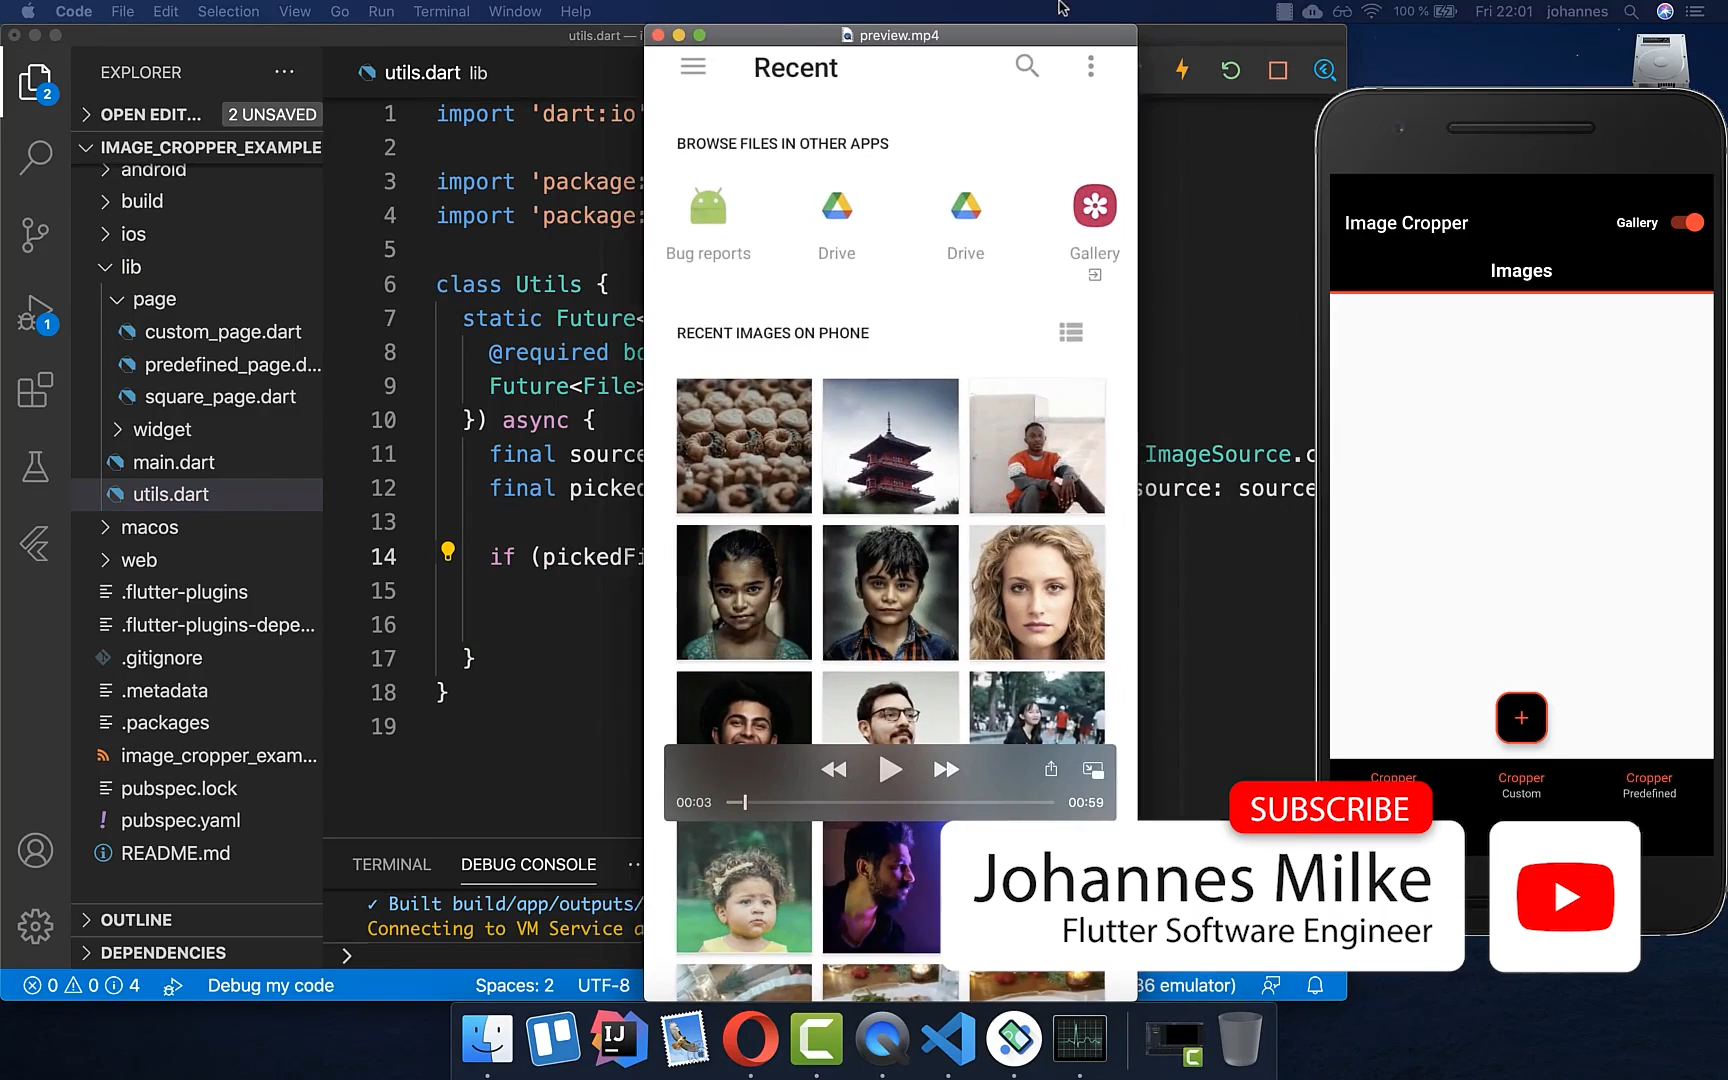 Code File Edit Selection View Go Run Terminal Window Help
100 % Fri 22:01 johannes
utils.dart — i
preview.mp4
EXPLORER
OPEN EDIT... 2 UNSAVED
IMAGE_CROPPER_EXAMPLE
android
build
ios
lib
page
custom_page.dart
predefined_page.d...
square_page.dart
widget
main.dart
utils.dart
macos
web
.flutter-plugins
.flutter-plugins-depe...
.gitignore
.metadata
.packages
image_cropper_exam...
pubspec.lock
pubspec.yaml
README.md
OUTLINE
DEPENDENCIES
2
1
utils.dart lib
1 import 'dart:io'
2
3 import 'package:
4 import 'package:
5
6 class Utils {
7 static Future<
8 @required bo
9 Future<File>
10 }) async {
11 final source
ImageSource.c
12 final picked
source: source
13
14 if (pickedFi
15
16
17 }
18 }
19
TERMINAL DEBUG CONSOLE
✓ Built build/app/outputs/
Connecting to VM Service a
0 0 4 Debug my code Spaces: 2 UTF-8
36 emulator)
Recent
BROWSE FILES IN OTHER APPS
Bug reports Drive Drive Gallery
RECENT IMAGES ON PHONE
00:03 00:59
Image Cropper Gallery
Images
+
Cropper Cropper Cropper
Custom Predefined
SUBSCRIBE
Johannes Milke
Flutter Software Engineer
IJ
C
C